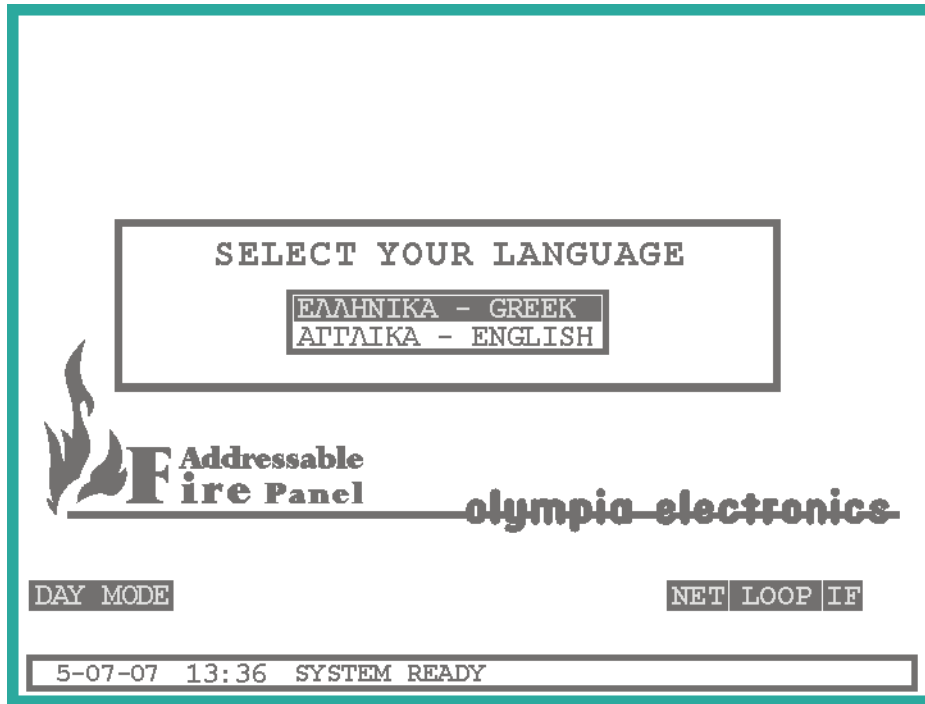 SELECT YOUR LANGUAGE
ΕΛΛΗΝΙΚΑ - GREEK
ΑΓΓΛΙΚΑ - ENGLISH
Addressable
Fire Panel
olympia electronics
DAY MODE
NET LOOP IF
5-07-07 13:36 SYSTEM READY